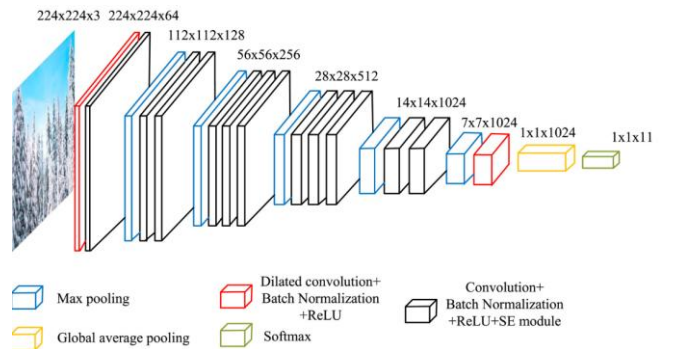 224x224x3
224x224x64
112x112x128
56x56x256
28x28x512
14x14x1024
7x7x1024
1x1x1024
1x1x11
Max pooling
Dilated convolution+
Batch Normalization
+ReLU
Convolution+
Batch Normalization
+ReLU+SE module
Global average pooling
Softmax